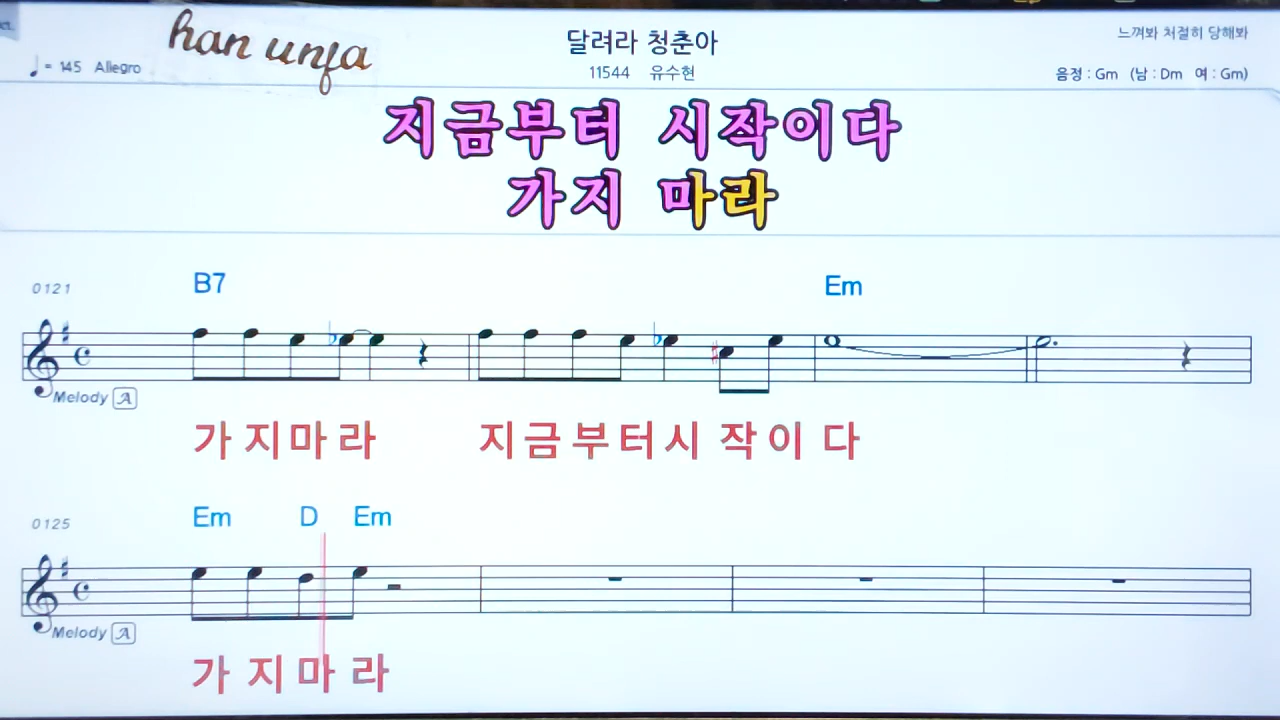 han unja
달려라 청춘아
느껴봐 처절히 당해봐
♩= 145 Allegro
11544 유수현
음정 : Gm (남 : Dm 여 : Gm)
지금부터 시작이다
가지 마라
0121
B7 Em
Melody A
가지마라 지금부터시작이다
0125
Em D Em
Melody A
가지마라